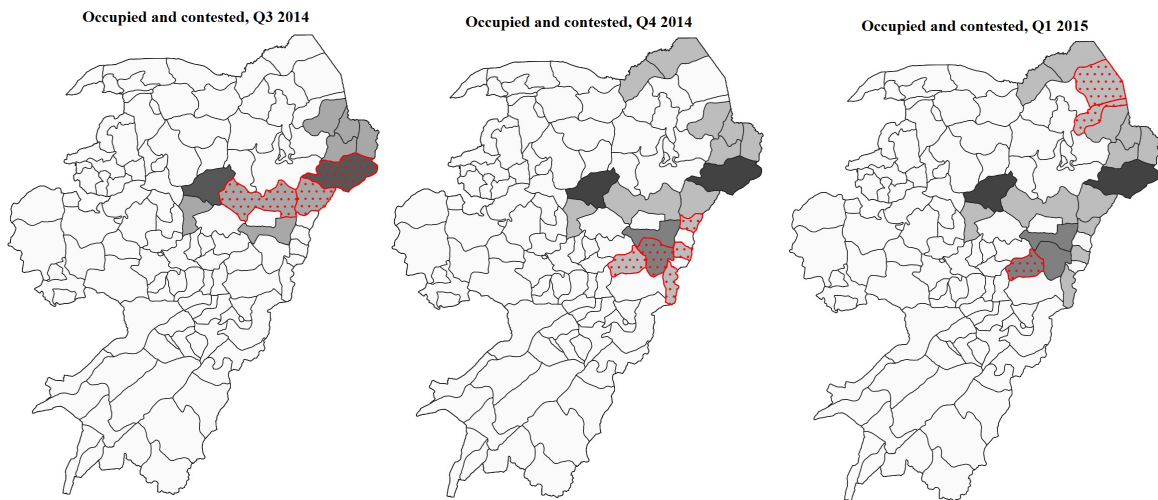 Occupied and contested, Q3 2014
Occupied and contested, Q4 2014
Occupied and contested, Q1 2015